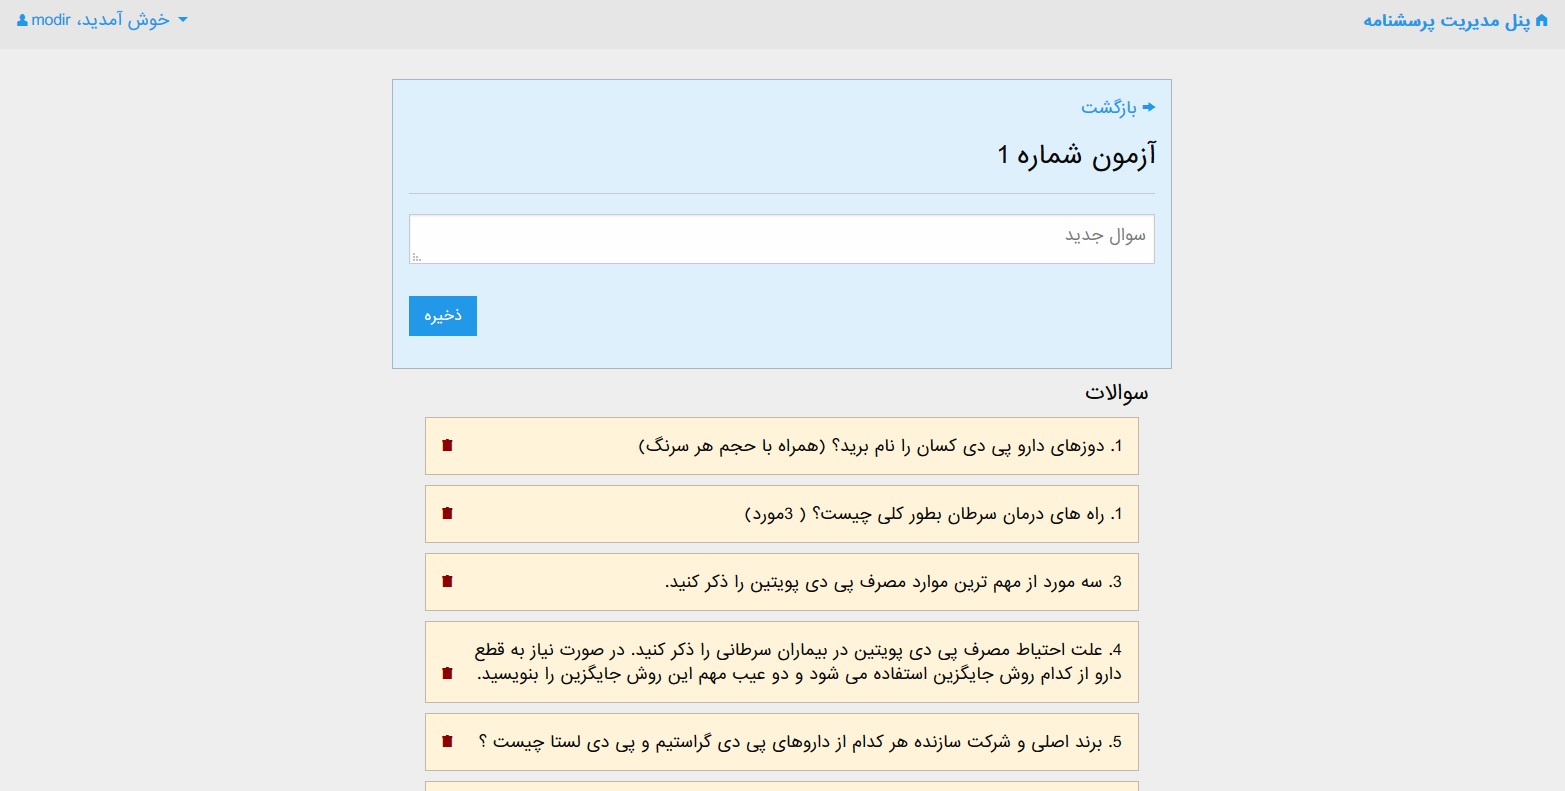 پنل مدیریت پرسشنامه
خوش آمدید، modir
بازگشت
آزمون شماره 1
سوال جدید
ذخیره
سوالات
1. دوزهای دارو پی دی کسان را نام برید؟ (همراه با حجم هر سرنگ)
1. راه های درمان سرطان بطور کلی چیست؟ ( 3مورد)
3. سه مورد از مهم ترین موارد مصرف پی دی پویتین را ذکر کنید.
4. علت احتیاط مصرف پی دی پویتین در بیماران سرطانی را ذکر کنید. در صورت نیاز به قطع
دارو از کدام روش جایگزین استفاده می شود و دو عیب مهم این روش جایگزین را بنویسید.
5. برند اصلی و شرکت سازنده هر کدام از داروهای پی دی گراستیم و پی دی لستا چیست ؟